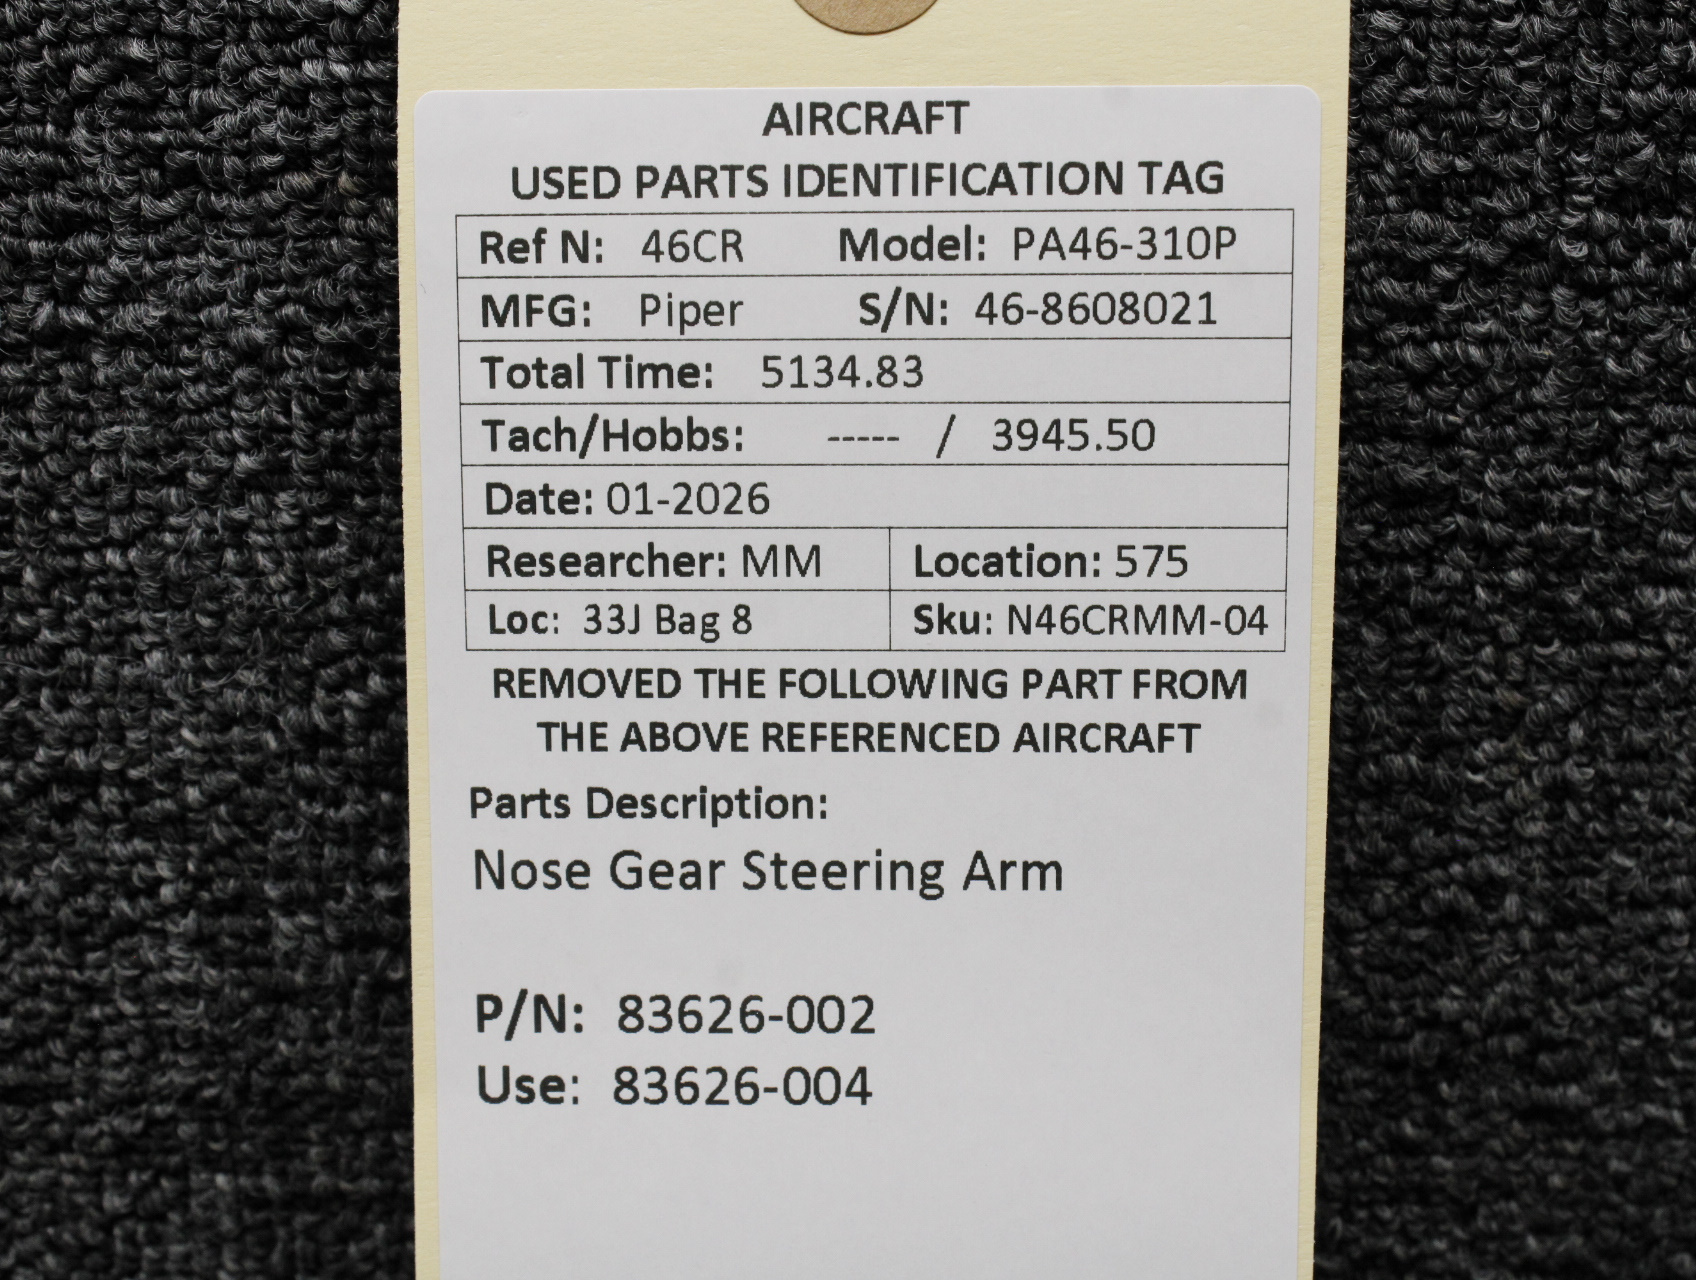 AIRCRAFT
USED PARTS IDENTIFICATION TAG
Ref N: 46CR Model: PA46-310P
MFG: Piper S/N: 46-8608021
Total Time: 5134.83
Tach/Hobbs: ----- / 3945.50
Date: 01-2026
Researcher: MM Location: 575
Loc: 33J Bag 8 Sku: N46CRMM-04
REMOVED THE FOLLOWING PART FROM
THE ABOVE REFERENCED AIRCRAFT
Parts Description:
Nose Gear Steering Arm
P/N: 83626-002
Use: 83626-004